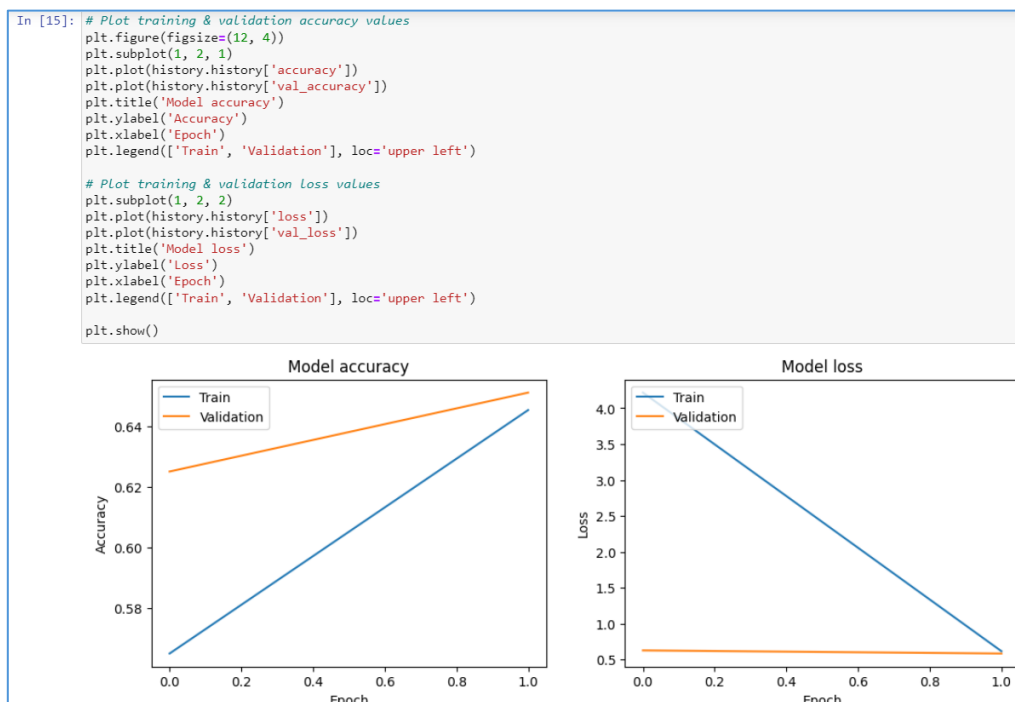 In [15]: # Plot training & validation accuracy values
plt.figure(figsize=(12, 4))
plt.subplot(1, 2, 1)
plt.plot(history.history['accuracy'])
plt.plot(history.history['val_accuracy'])
plt.title('Model accuracy')
plt.ylabel('Accuracy')
plt.xlabel('Epoch')
plt.legend(['Train', 'Validation'], loc='upper left')
# Plot training & validation loss values
plt.subplot(1, 2, 2)
plt.plot(history.history['loss'])
plt.plot(history.history['val_loss'])
plt.title('Model loss')
plt.ylabel('Loss')
plt.xlabel('Epoch')
plt.legend(['Train', 'Validation'], loc='upper left')
plt.show()
Model accuracy
Train
Validation
0.64
0.62
0.60
0.58
Accuracy
0.0 0.2 0.4 0.6 0.8 1.0
Epoch
Model loss
Train
Validation
4.0
3.5
3.0
2.5
2.0
1.5
1.0
0.5
Loss
0.0 0.2 0.4 0.6 0.8 1.0
Epoch